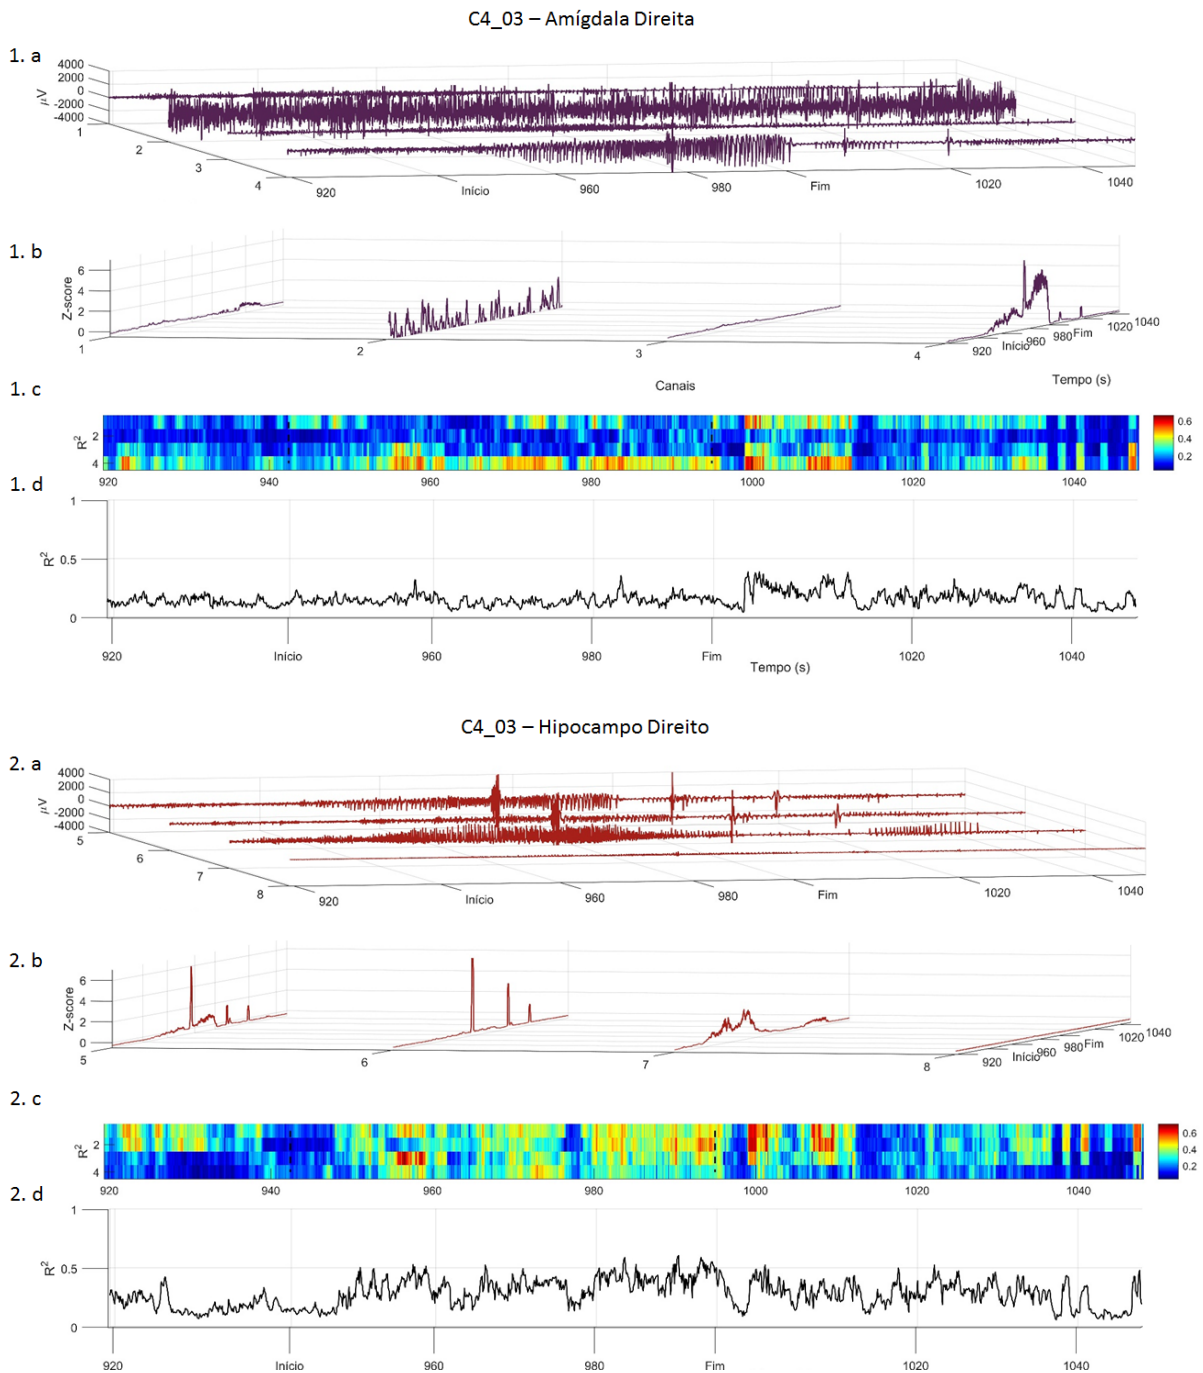 C4_03 – Amígdala Direita
1. a
4000
2000
0
-2000
-4000
µV
1
2
3
4
920
Início
960
980
Fim
1020
1040
1. b
6
4
2
0
Z-score
1
2
3
4
920
Início
960
980
Fim
1020
1040
Canais
Tempo (s)
1. c
R²
2
4
0.6
0.4
0.2
920
940
960
980
1000
1020
1040
1. d
1
0.5
0
R²
920
Início
960
980
Fim
1020
1040
Tempo (s)
C4_03 – Hipocampo Direito
2. a
4000
2000
0
-2000
-4000
µV
5
6
7
8
920
Início
960
980
Fim
1020
1040
2. b
6
4
2
0
Z-score
5
6
7
8
920
Início
960
980
Fim
1020
1040
2. c
R²
2
4
0.6
0.4
0.2
920
940
960
980
1000
1020
1040
2. d
1
0.5
0
R²
920
Início
960
980
Fim
1020
1040